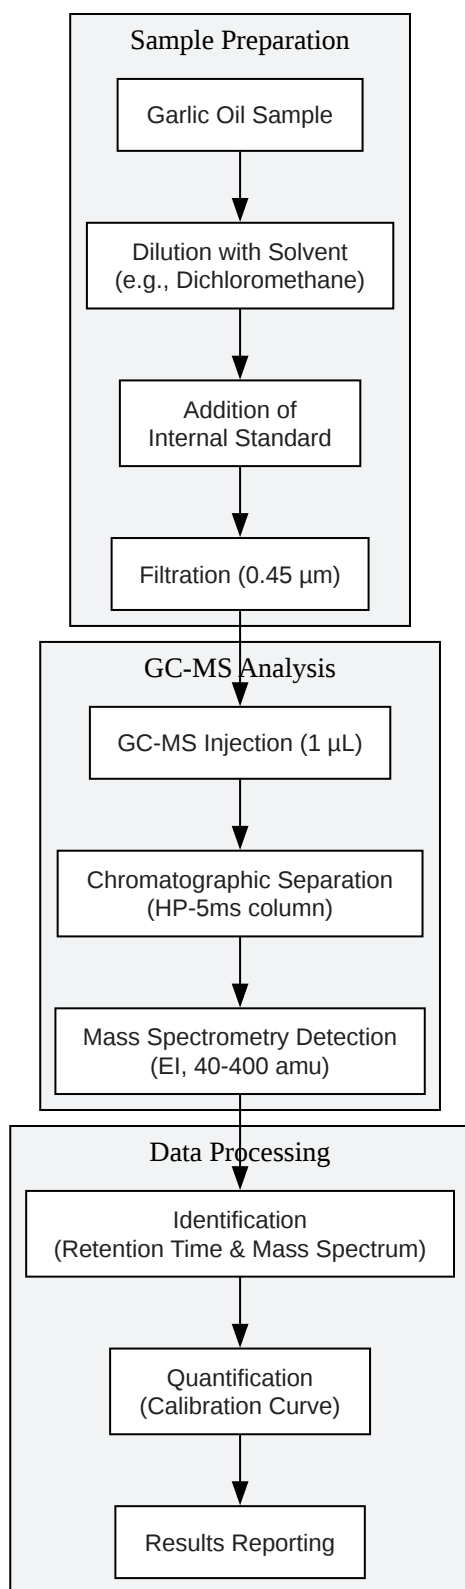 Sample Preparation
Garlic Oil Sample
Dilution with Solvent
(e.g., Dichloromethane)
Addition of
Internal Standard
Filtration (0.45 µm)
GC-MS Analysis
GC-MS Injection (1 µL)
Chromatographic Separation
(HP-5ms column)
Mass Spectrometry Detection
(EI, 40-400 amu)
Data Processing
Identification
(Retention Time & Mass Spectrum)
Quantification
(Calibration Curve)
Results Reporting